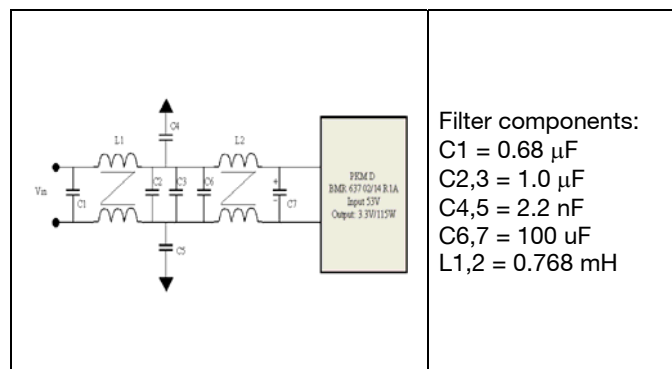 C4
L1
L2
Vin
C1
C2
C3
C6
C7
C5
PKM D
BMR 637 02/14 R1A
Input 53V
Output: 3.3V/115W
Filter components:
C1 = 0.68 μF
C2,3 = 1.0 μF
C4,5 = 2.2 nF
C6,7 = 100 uF
L1,2 = 0.768 mH